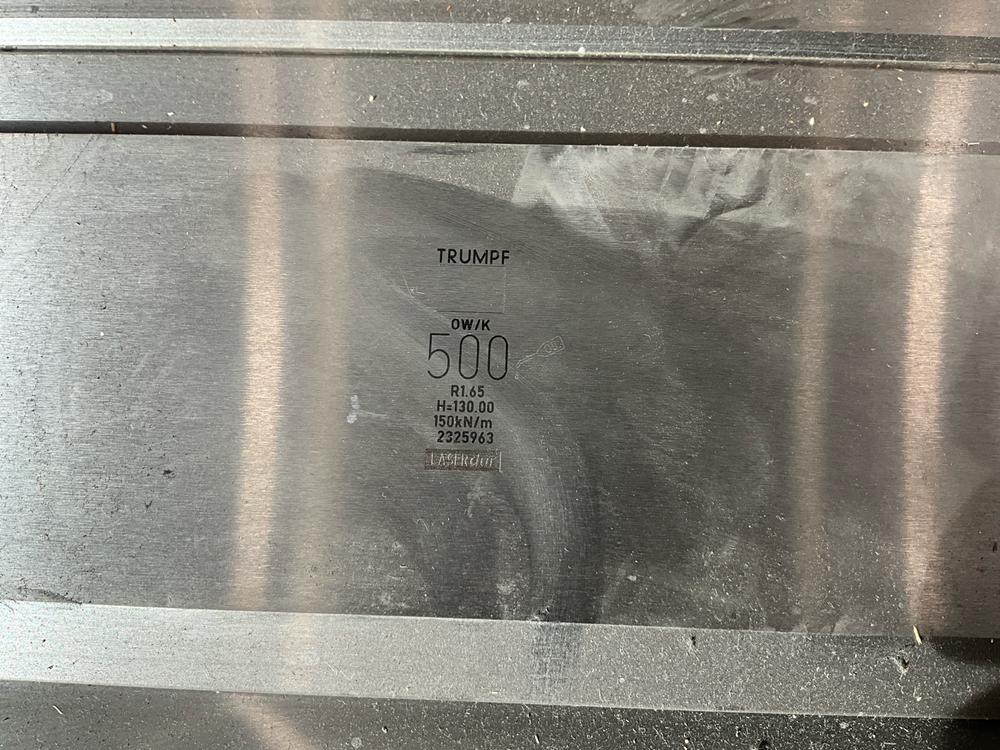 TRUMPF
OW/K
500
R1.65
H=130.00
150kN/m
2325963
LASERdur